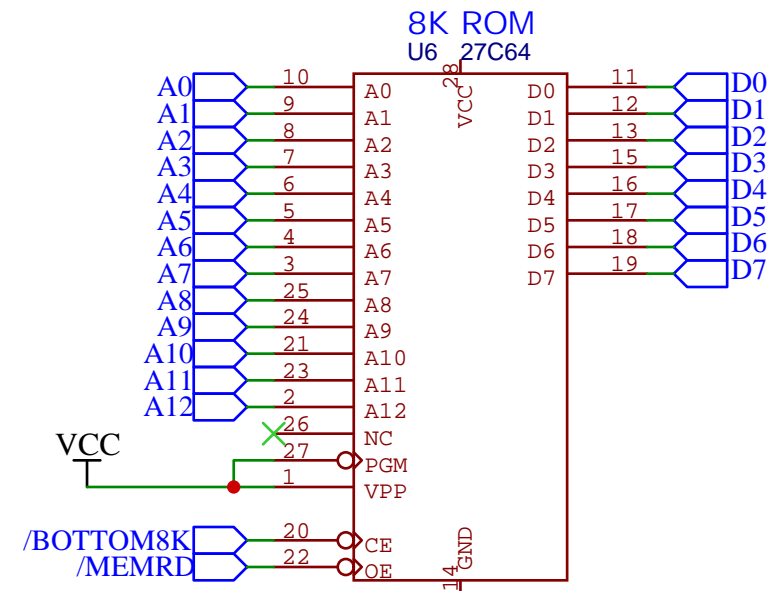 8K ROM
U6 27C64
28
VCC
A0 10 A0 D0 11 D0
A1 9 A1 D1 12 D1
A2 8 A2 D2 13 D2
A3 7 A3 D3 15 D3
A4 6 A4 D4 16 D4
A5 5 A5 D5 17 D5
A6 4 A6 D6 18 D6
A7 3 A7 D7 19 D7
A8 25 A8
A9 24 A9
A10 21 A10
A11 23 A11
A12 2 A12
26 NC
VCC
27 PGM
1 VPP
/BOTTOM8K 20 CE
/MEMRD 22 OE
GND
14